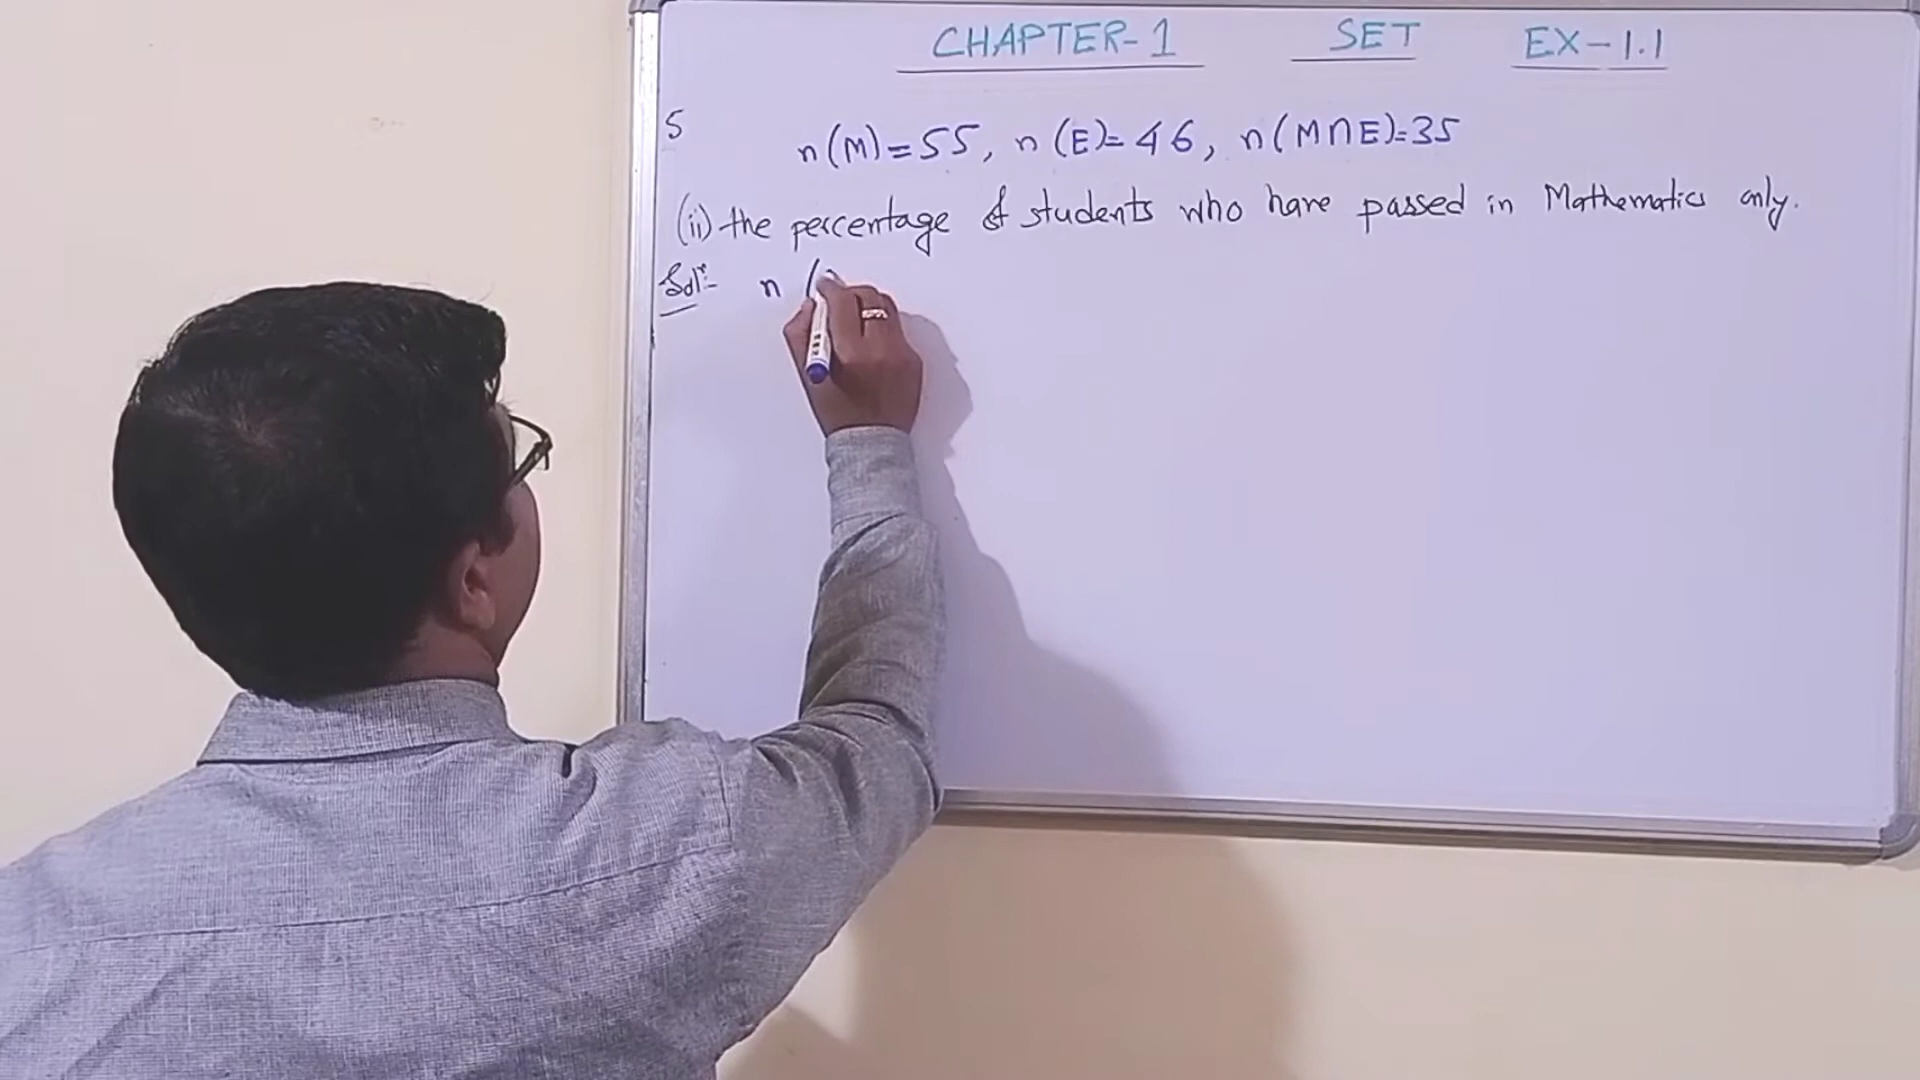 CHAPTER-1 SET EX-1.1
5
n(M)=55, n(E)=46, n(M∩E)=35
(ii) the percentage of students who have passed in Mathematics only.
Solⁿ:- n (